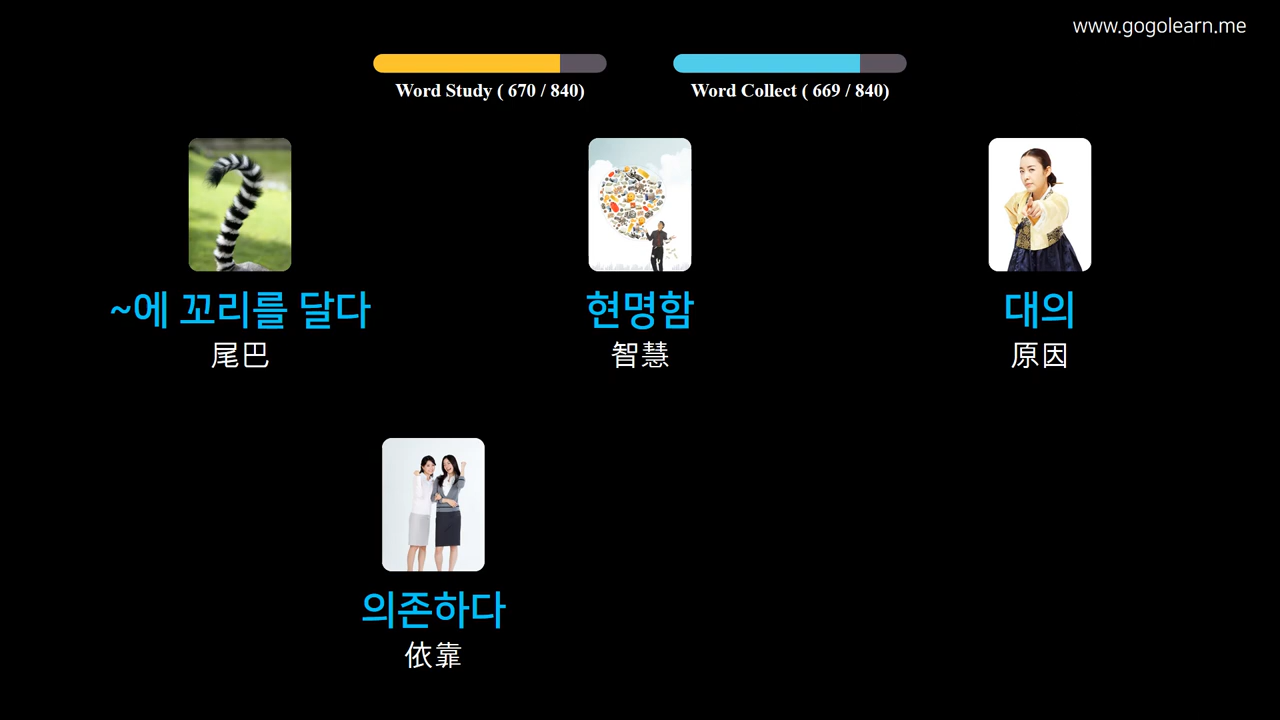 www.gogolearn.me
Word Study ( 670 / 840)
Word Collect ( 669 / 840)
~에 꼬리를 달다
尾巴
현명함
智慧
대의
原因
의존하다
依靠